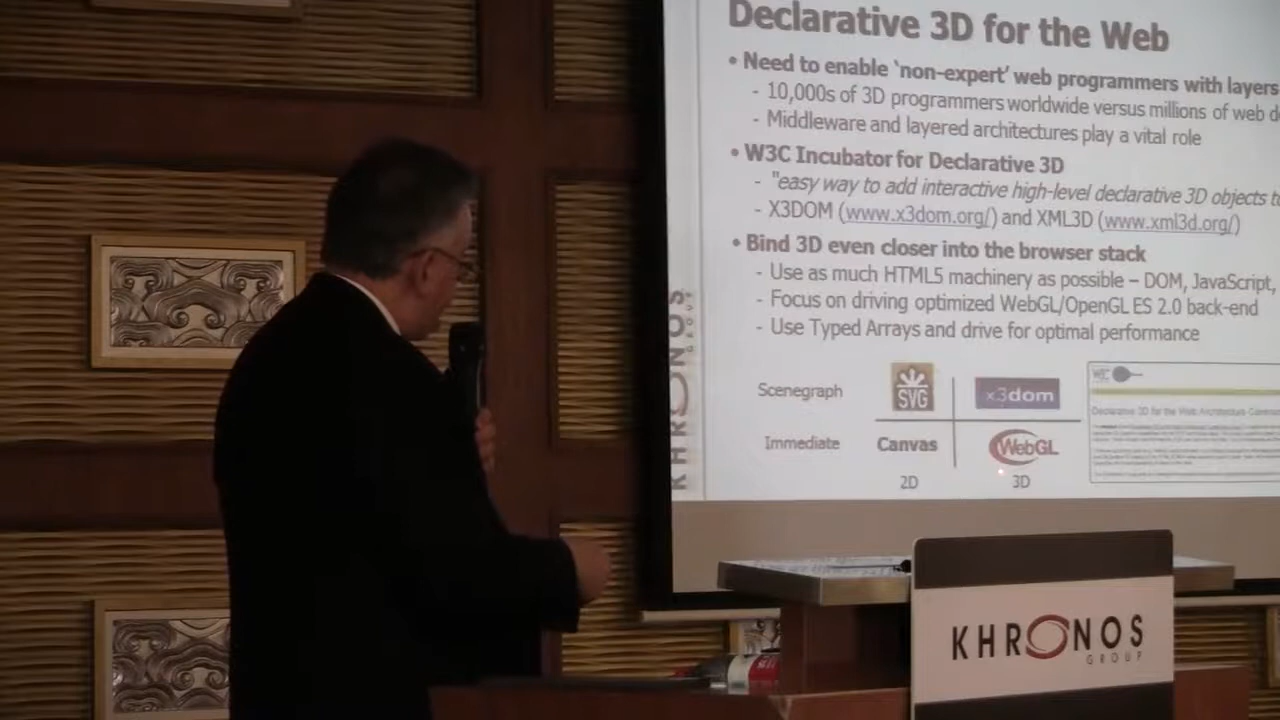 Declarative 3D for the Web
• Need to enable 'non-expert' web programmers with layers
- 10,000s of 3D programmers worldwide versus millions of web d
- Middleware and layered architectures play a vital role
• W3C Incubator for Declarative 3D
- "easy way to add interactive high-level declarative 3D objects t
- X3DOM (www.x3dom.org/) and XML3D (www.xml3d.org/)
• Bind 3D even closer into the browser stack
- Use as much HTML5 machinery as possible – DOM, JavaScript,
- Focus on driving optimized WebGL/OpenGL ES 2.0 back-end
- Use Typed Arrays and drive for optimal performance
Scenegraph
SVG
x3dom
Immediate
Canvas
WebGL
2D
3D
W3C
Declarative 3D for the Web Architecture
KHRONOS
GROUP
KHRONOS
GROUP